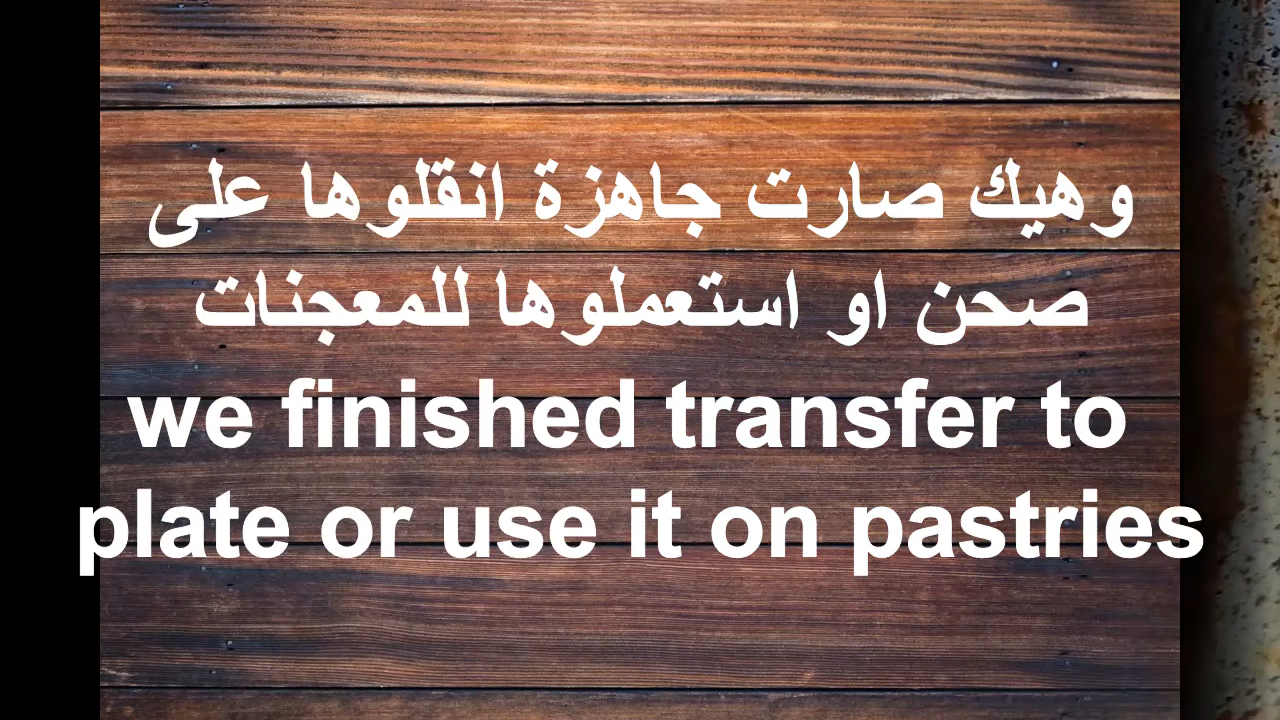 وهيك صارت جاهزة انقلوها على
صحن او استعملوها للمعجنات
we finished transfer to
plate or use it on pastries